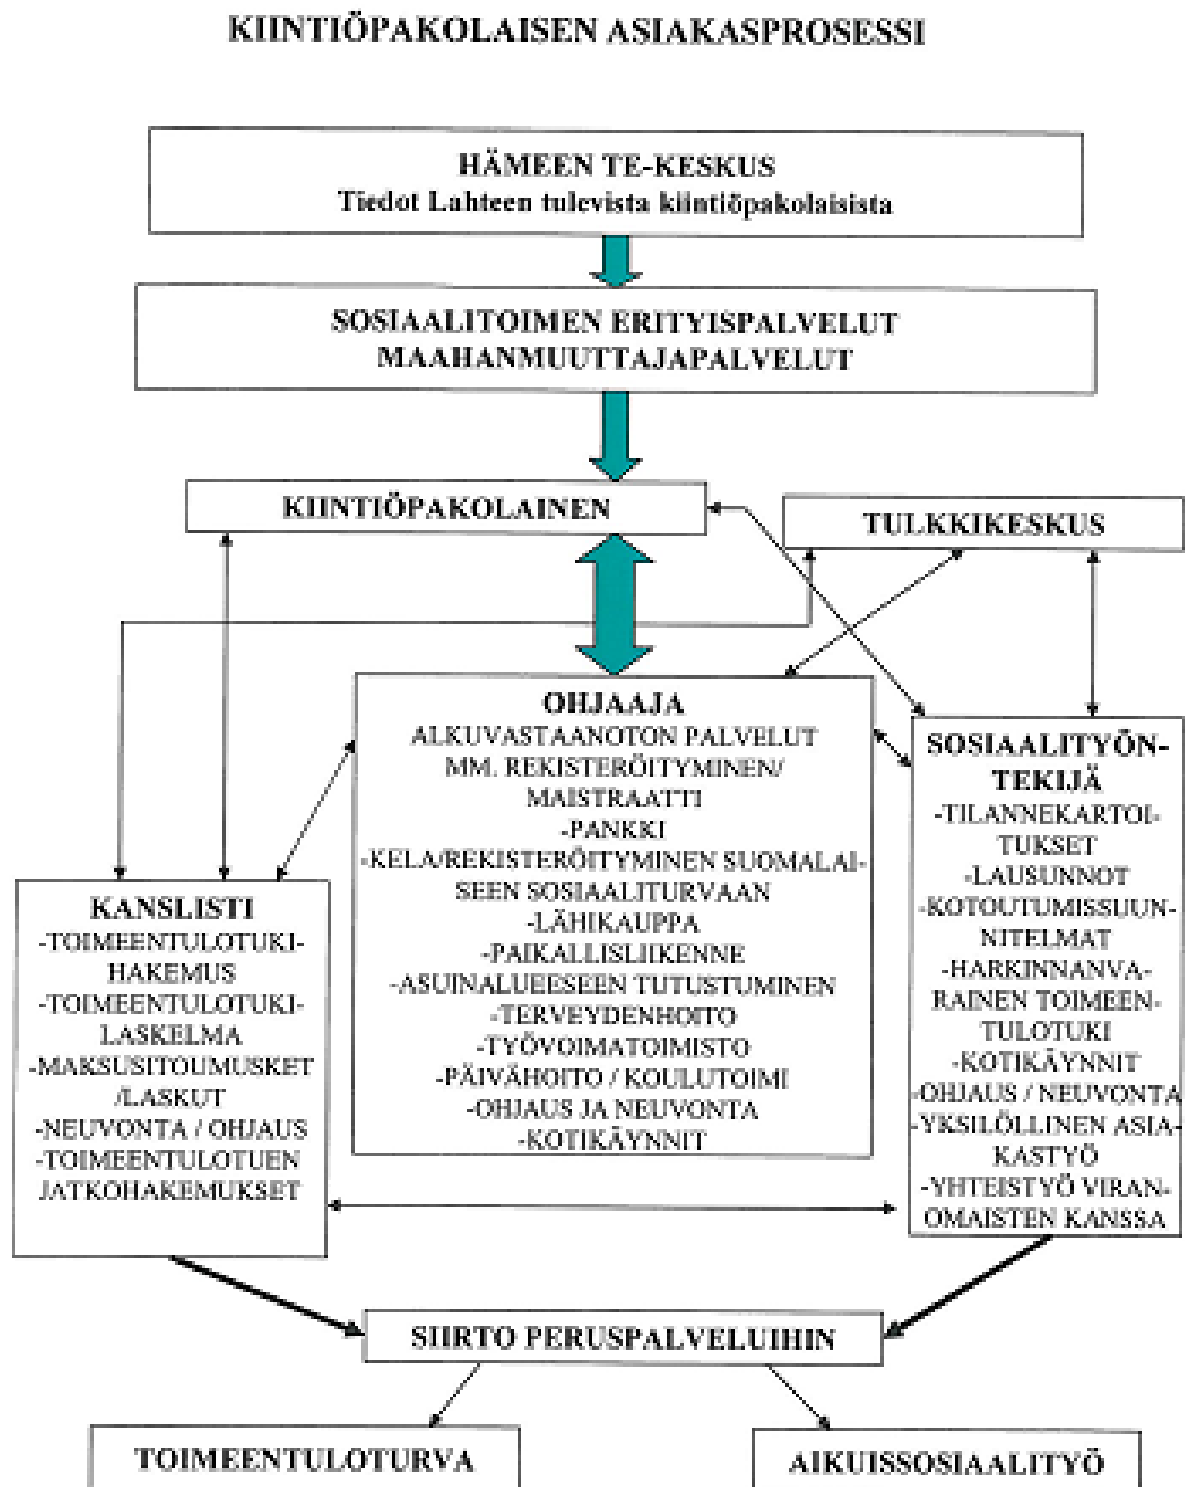 KIINTIÖPAKOLAISEN ASIAKASPROSESSI
HÄMEEN TE-KESKUS
Tiedot Lahteen tulevista kiintiöpakolaisista
SOSIAALITOIMEN ERITYISPALVELUT
MAAHANMUUTTAJAPALVELUT
KIINTIÖPAKOLAINEN
TULKKIKESKUS
OHJAAJA
ALKUVASTAANOTON PALVELUT
MM. REKISTERÖITYMINEN/
MAISTRAATTI
-PANKKI
-KELA/REKISTERÖITYMINEN SUOMALAI-
SEEN SOSIAALITURVAAN
-LÄHIKAUPPA
-PAIKALLISLIIKENNE
-ASUINALUEESEEN TUTUSTUMINEN
-TERVEYDENHOITO
-TYÖVOIMATOIMISTO
-PÄIVÄHOITO / KOULUTOIMI
-OHJAUS JA NEUVONTA
-KOTIKÄYNNIT
SOSIAALITYÖN-
TEKIJÄ
-TILANNEKARTOI-
TUKSET
-LAUSUNNOT
-KOTOUTUMISSUUN-
NITELMAT
-HARKINNANVA-
RAINEN TOIMEEN-
TULOTUKI
-KOTIKÄYNNIT
-OHJAUS / NEUVONTA
-YKSILÖLLINEN ASIA-
KASTYÖ
-YHTEISTYÖ VIRAN-
OMAISTEN KANSSA
KANSLISTI
-TOIMEENTULOTUKI-
HAKEMUS
-TOIMEENTULOTUKI-
LASKELMA
-MAKSUSITOUMUSKET
/LASKUT
-NEUVONTA / OHJAUS
-TOIMEENTULOTUEN
JATKOHAKEMUKSET
SIIRTO PERUSPALVELUIHIN
TOIMEENTULOTURVA
AIKUISSOSIAALITYÖ